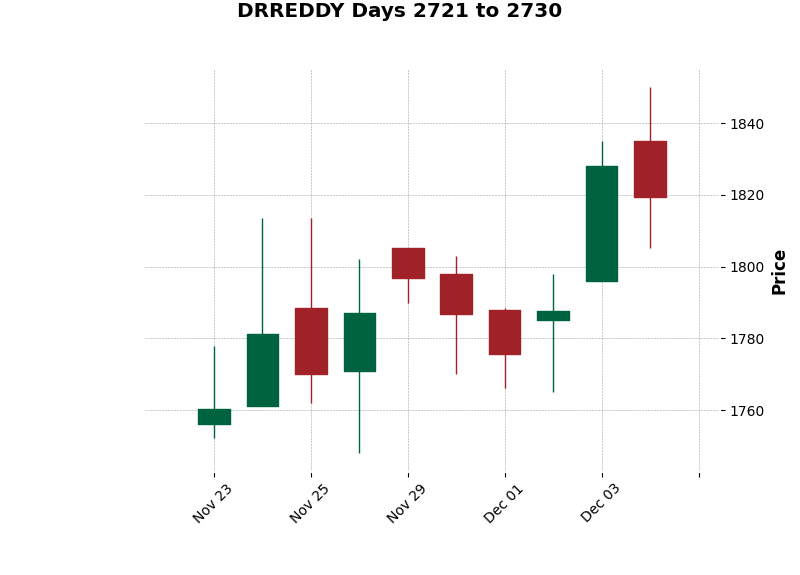 DRREDDY Days 2721 to 2730
1840
1820
1800
1780
1760
Price
Nov 23
Nov 25
Nov 29
Dec 01
Dec 03